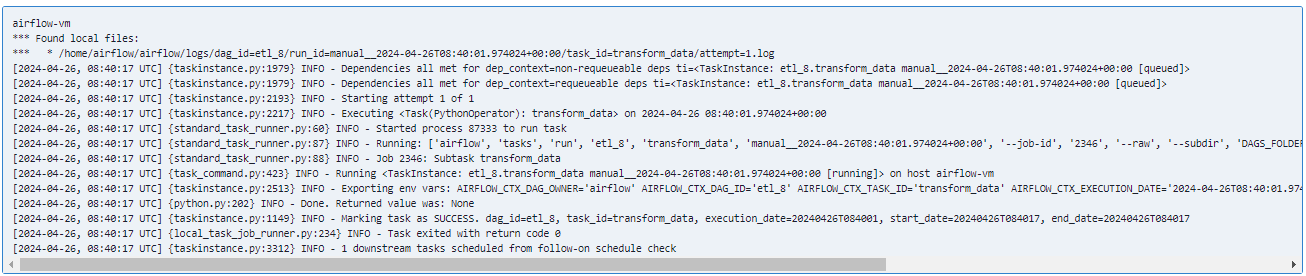 airflow-vm
*** Found local files:
***   * /home/airflow/airflow/logs/dag_id=etl_8/run_id=manual__2024-04-26T08:40:01.974024+00:00/task_id=transform_data/attempt=1.log
[2024-04-26, 08:40:17 UTC] {taskinstance.py:1979} INFO - Dependencies all met for dep_context=non-requeueable deps ti=<TaskInstance: etl_8.transform_data manual__2024-04-26T08:40:01.974024+00:00 [queued]>
[2024-04-26, 08:40:17 UTC] {taskinstance.py:1979} INFO - Dependencies all met for dep_context=requeueable deps ti=<TaskInstance: etl_8.transform_data manual__2024-04-26T08:40:01.974024+00:00 [queued]>
[2024-04-26, 08:40:17 UTC] {taskinstance.py:2193} INFO - Starting attempt 1 of 1
[2024-04-26, 08:40:17 UTC] {taskinstance.py:2217} INFO - Executing <Task(PythonOperator): transform_data> on 2024-04-26 08:40:01.974024+00:00
[2024-04-26, 08:40:17 UTC] {standard_task_runner.py:60} INFO - Started process 87333 to run task
[2024-04-26, 08:40:17 UTC] {standard_task_runner.py:87} INFO - Running: ['airflow', 'tasks', 'run', 'etl_8', 'transform_data', 'manual__2024-04-26T08:40:01.974024+00:00', '--job-id', '2346', '--raw', '--subdir', 'DAGS_FOLDER
[2024-04-26, 08:40:17 UTC] {standard_task_runner.py:88} INFO - Job 2346: Subtask transform_data
[2024-04-26, 08:40:17 UTC] {task_command.py:423} INFO - Running <TaskInstance: etl_8.transform_data manual__2024-04-26T08:40:01.974024+00:00 [running]> on host airflow-vm
[2024-04-26, 08:40:17 UTC] {taskinstance.py:2513} INFO - Exporting env vars: AIRFLOW_CTX_DAG_OWNER='airflow' AIRFLOW_CTX_DAG_ID='etl_8' AIRFLOW_CTX_TASK_ID='transform_data' AIRFLOW_CTX_EXECUTION_DATE='2024-04-26T08:40:01.974
[2024-04-26, 08:40:17 UTC] {python.py:202} INFO - Done. Returned value was: None
[2024-04-26, 08:40:17 UTC] {taskinstance.py:1149} INFO - Marking task as SUCCESS. dag_id=etl_8, task_id=transform_data, execution_date=20240426T084001, start_date=20240426T084017, end_date=20240426T084017
[2024-04-26, 08:40:17 UTC] {local_task_job_runner.py:234} INFO - Task exited with return code 0
[2024-04-26, 08:40:17 UTC] {taskinstance.py:3312} INFO - 1 downstream tasks scheduled from follow-on schedule check